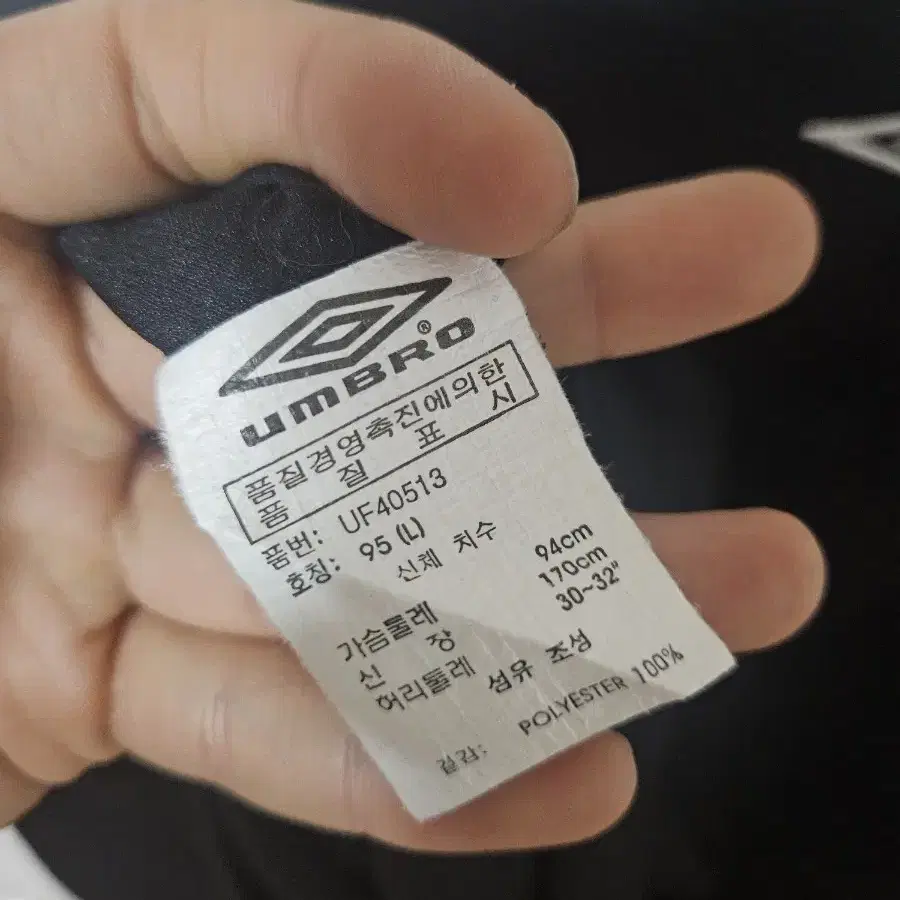 UMBRO®
품질경영촉진에의한
품 질 표 시
품번: UF40513
호칭: 95 (L)
신체 치수
가슴둘레 94cm
신 장 170cm
허리둘레 30~32"
섬유 조성
겉감: POLYESTER 100%